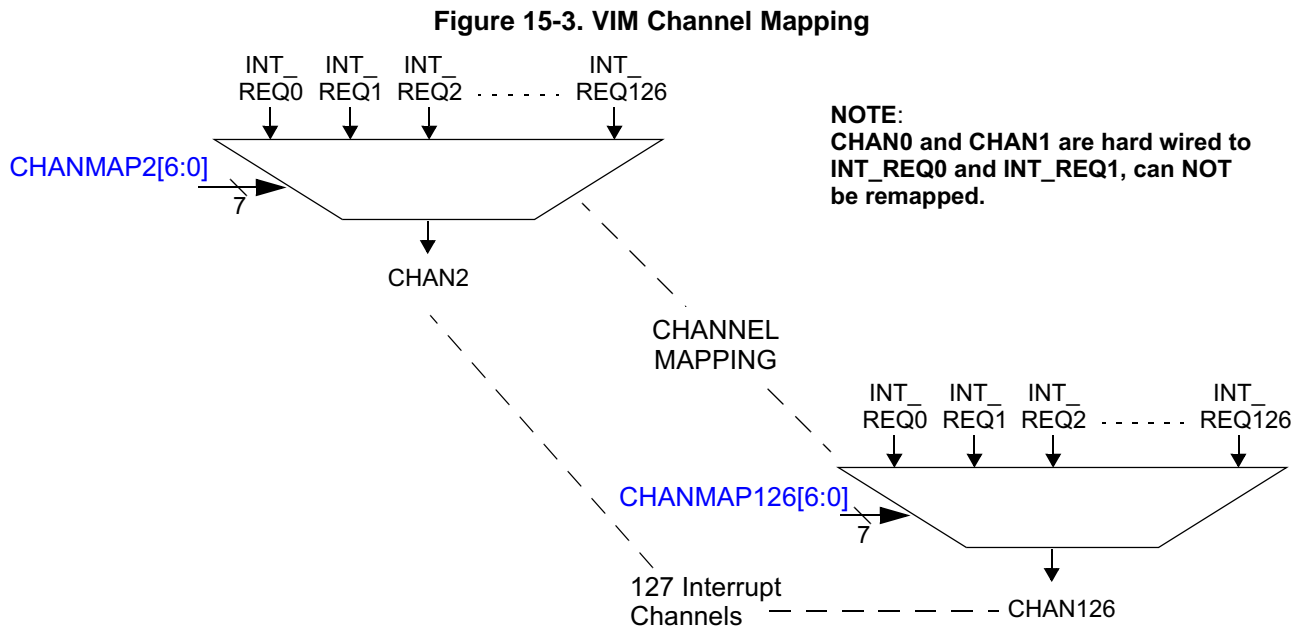 Figure 15-3. VIM Channel Mapping
INT_ INT_ INT_ INT_
REQ0 REQ1 REQ2 - - - - - - REQ126
NOTE:
CHAN0 and CHAN1 are hard wired to
INT_REQ0 and INT_REQ1, can NOT
be remapped.
CHANMAP2[6:0]
7
CHAN2
CHANNEL
MAPPING
INT_ INT_ INT_ INT_
REQ0 REQ1 REQ2 - - - - - - REQ126
CHANMAP126[6:0]
7
127 Interrupt
Channels
CHAN126